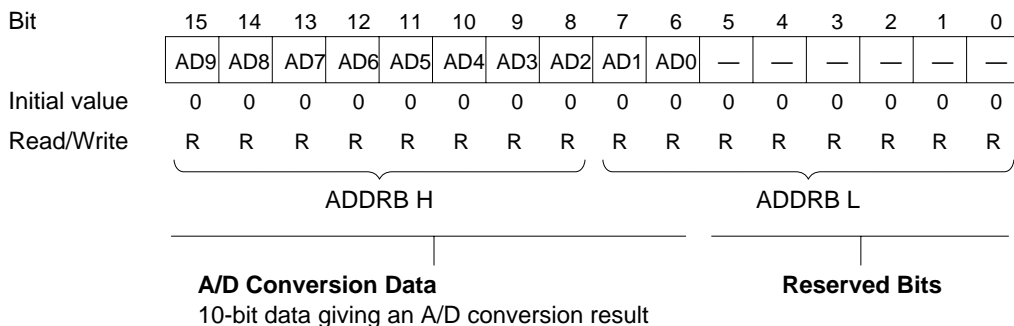 Bit 15 14 13 12 11 10 9 8 7 6 5 4 3 2 1 0
AD9 AD8 AD7 AD6 AD5 AD4 AD3 AD2 AD1 AD0 — — — — — —
Initial value 0 0 0 0 0 0 0 0 0 0 0 0 0 0 0 0
Read/Write R R R R R R R R R R R R R R R R
ADDRB H ADDRB L
A/D Conversion Data Reserved Bits
10-bit data giving an A/D conversion result